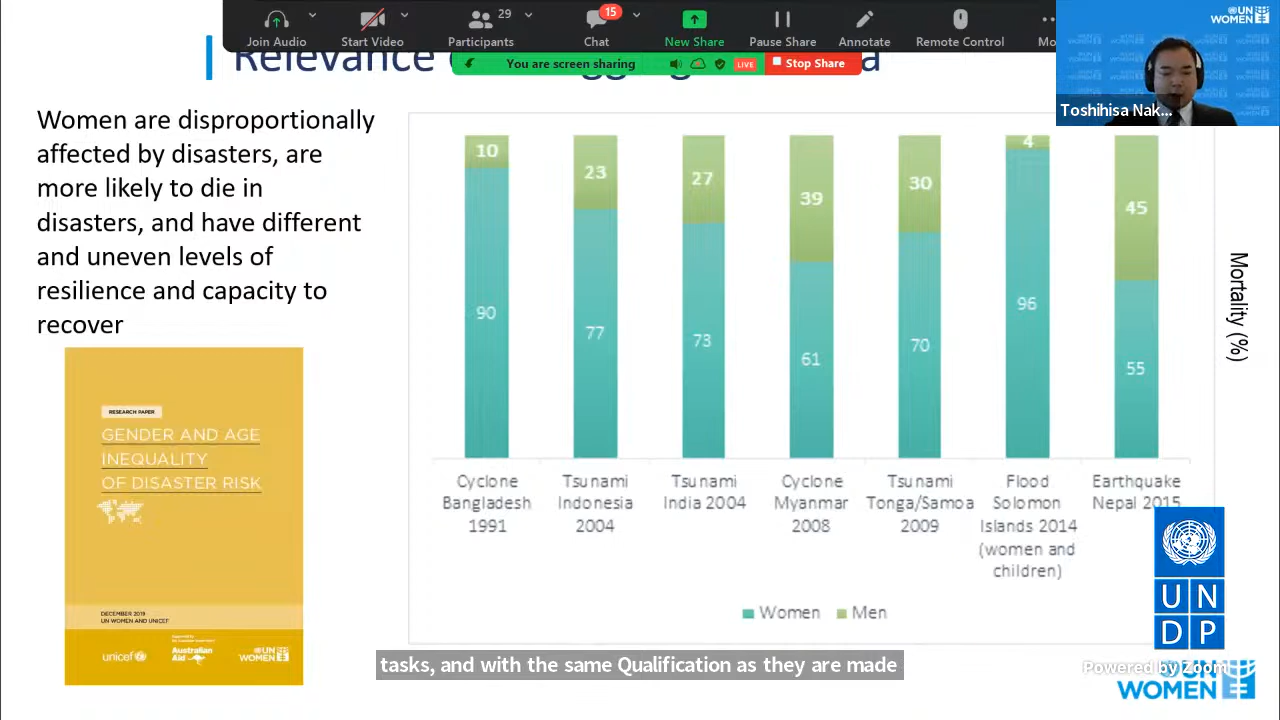 Join Audio
Start Video
29
Participants
15
Chat
New Share
Pause Share
Annotate
Remote Control
Mo
UN
WOMEN
You are screen sharing
LIVE
Stop Share
Toshihisa Nak...
Relevance
Women are disproportionally
affected by disasters, are
more likely to die in
disasters, and have different
and uneven levels of
resilience and capacity to
recover
RESEARCH PAPER
GENDER AND AGE
INEQUALITY
OF DISASTER RISK
DECEMBER 2019
UN WOMEN AND UNICEF
unicef
Australian
Aid
UN
WOMEN
10 23 27 39 30 4 45
90 77 73 61 70 96 55
Mortality (%)
Cyclone
Bangladesh
1991
Tsunami
Indonesia
2004
Tsunami
India 2004
Cyclone
Myanmar
2008
Tsunami
Tonga/Samoa
2009
Flood
Solomon
Islands 2014
(women and
children)
Earthquake
Nepal 2015
Women Men
U N
D P
tasks, and with the same Qualification as they are made
Powered by Zoom
UN
WOMEN